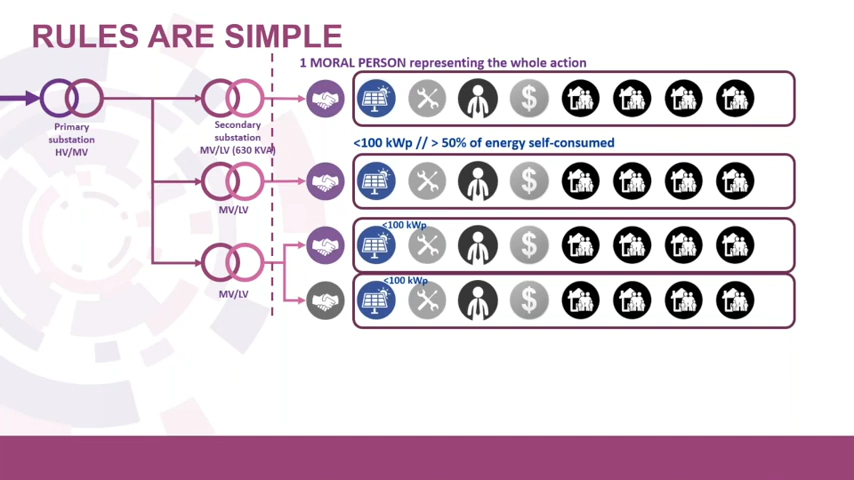 RULES ARE SIMPLE
1 MORAL PERSON representing the whole action
Primary
substation
HV/MV
Secondary
substation
MV/LV (630 KVA)
<100 kWp // > 50% of energy self-consumed
MV/LV
<100 kWp
MV/LV
<100 kWp
$
$
$
$